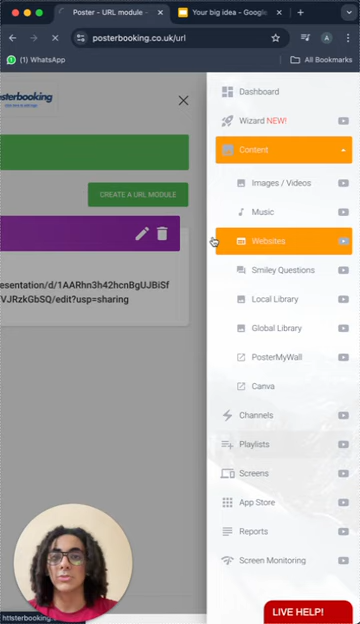 Poster - URL module
Your big idea - Google
posterbooking.co.uk/url
A
(1) WhatsApp
All Bookmarks
sterbooking
CREATE A URL MODULE
esentation/d/1AARhn3h42hcnBgUJBiSf
VJRzkGbSQ/edit?usp=sharing
Dashboard
Wizard NEW!
Content
Images / Videos
Music
Websites
Smiley Questions
Local Library
Global Library
PosterMyWall
Canva
Channels
Playlists
Screens
App Store
Reports
Screen Monitoring
LIVE HELP!